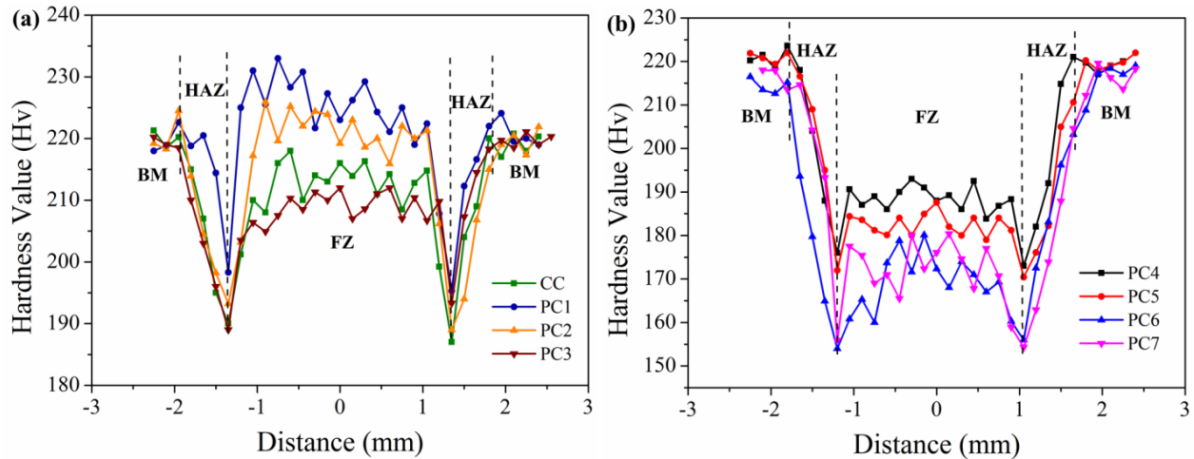 (a)
240
230
220
210
200
190
180
Hardness Value (Hv)
HAZ
HAZ
BM
BM
FZ
CC
PC1
PC2
PC3
-3 -2 -1 0 1 2 3
Distance (mm)
(b)
230
220
210
200
190
180
170
160
150
Hardness Value (Hv)
HAZ
HAZ
BM
BM
FZ
PC4
PC5
PC6
PC7
-3 -2 -1 0 1 2 3
Distance (mm)